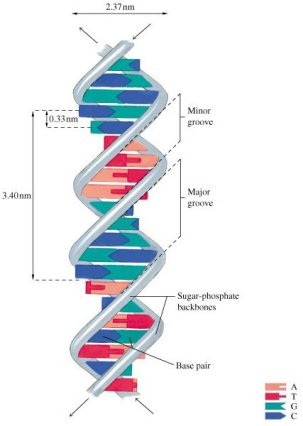 2.37 nm
Minor
groove
0.33 nm
Major
groove
3.40 nm
Sugar-phosphate
backbones
Base pair
A
T
G
C